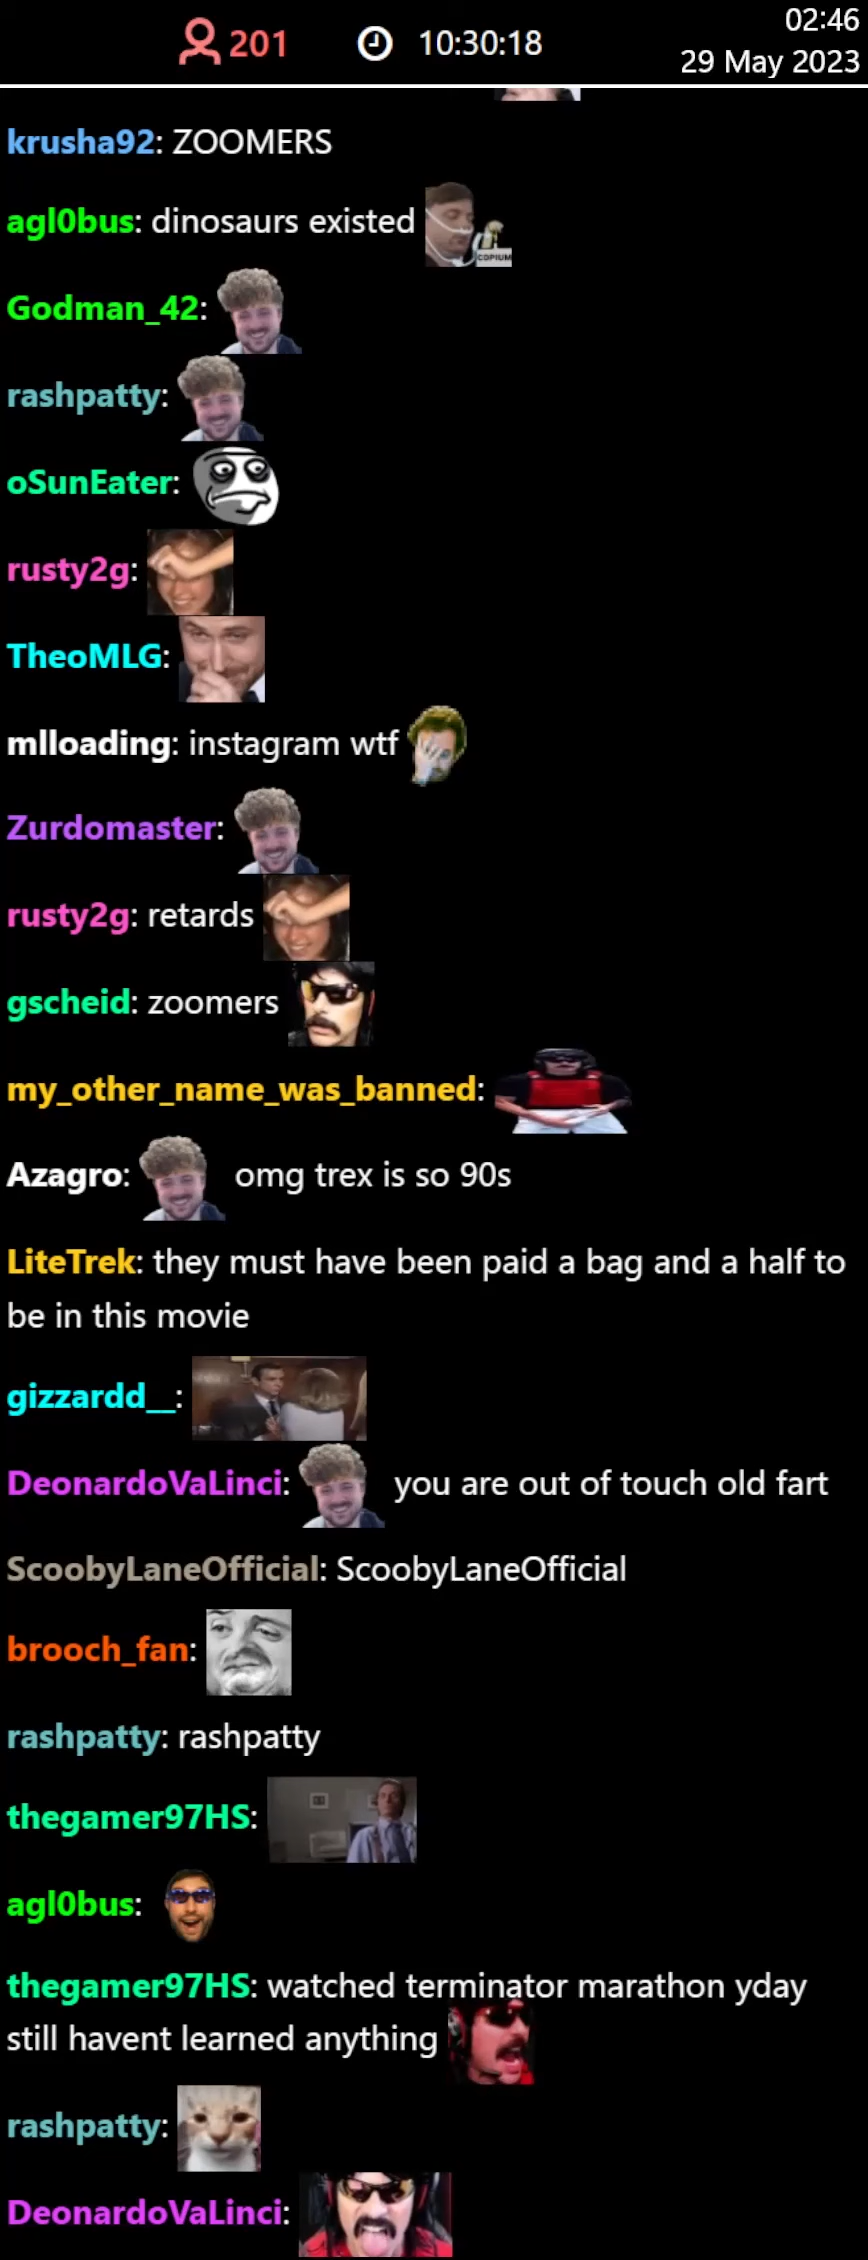 201 10:30:18 02:46
29 May 2023
krusha92: ZOOMERS
agl0bus: dinosaurs existed
COPIUM
Godman_42:
rashpatty:
oSunEater:
rusty2g:
TheoMLG:
mlloading: instagram wtf
Zurdomaster:
rusty2g: retards
gscheid: zoomers
my_other_name_was_banned:
Azagro: omg trex is so 90s
LiteTrek: they must have been paid a bag and a half to
be in this movie
gizzardd__:
DeonardoVaLinci: you are out of touch old fart
ScoobyLaneOfficial: ScoobyLaneOfficial
brooch_fan:
rashpatty: rashpatty
thegamer97HS:
agl0bus:
thegamer97HS: watched terminator marathon yday
still havent learned anything
rashpatty:
DeonardoVaLinci: